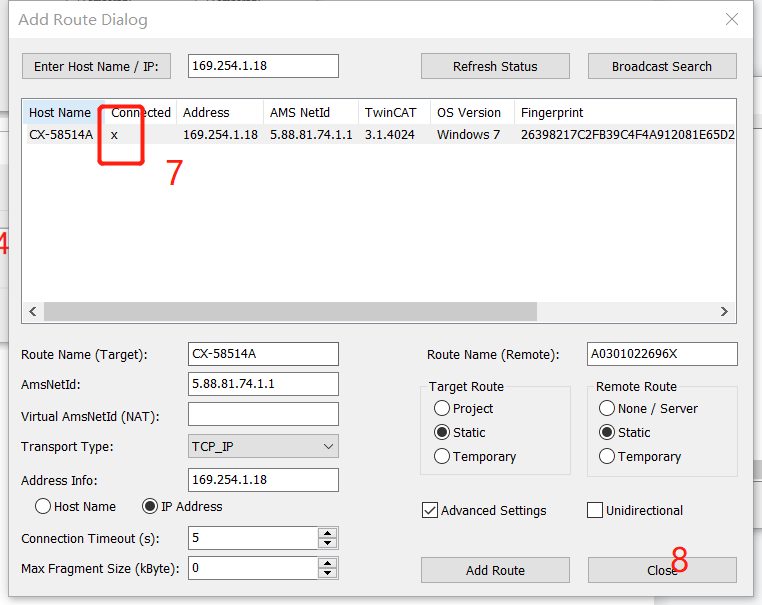 Add Route Dialog
Enter Host Name / IP: 169.254.1.18 Refresh Status Broadcast Search
Host Name Connected Address AMS NetId TwinCAT OS Version Fingerprint
CX-58514A x 169.254.1.18 5.88.81.74.1.1 3.1.4024 Windows 7 26398217C2FB39C4F4A912081E65D2
7
4
Route Name (Target): CX-58514A Route Name (Remote): A0301022696X
AmsNetId: 5.88.81.74.1.1 Target Route Remote Route
Virtual AmsNetId (NAT): Project None / Server
Transport Type: TCP_IP Static Static
Temporary Temporary
Address Info: 169.254.1.18
Host Name IP Address Advanced Settings Unidirectional
Connection Timeout (s): 5
Max Fragment Size (kByte): 0 Add Route Close
8